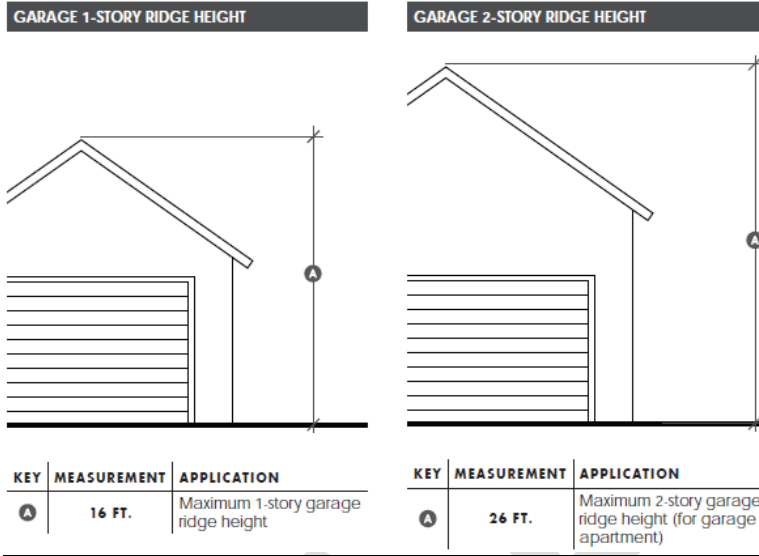 GARAGE 1-STORY RIDGE HEIGHT
A
KEY MEASUREMENT APPLICATION
A 16 FT. Maximum 1-story garage
ridge height
GARAGE 2-STORY RIDGE HEIGHT
A
KEY MEASUREMENT APPLICATION
A 26 FT. Maximum 2-story garage
ridge height (for garage
apartment)